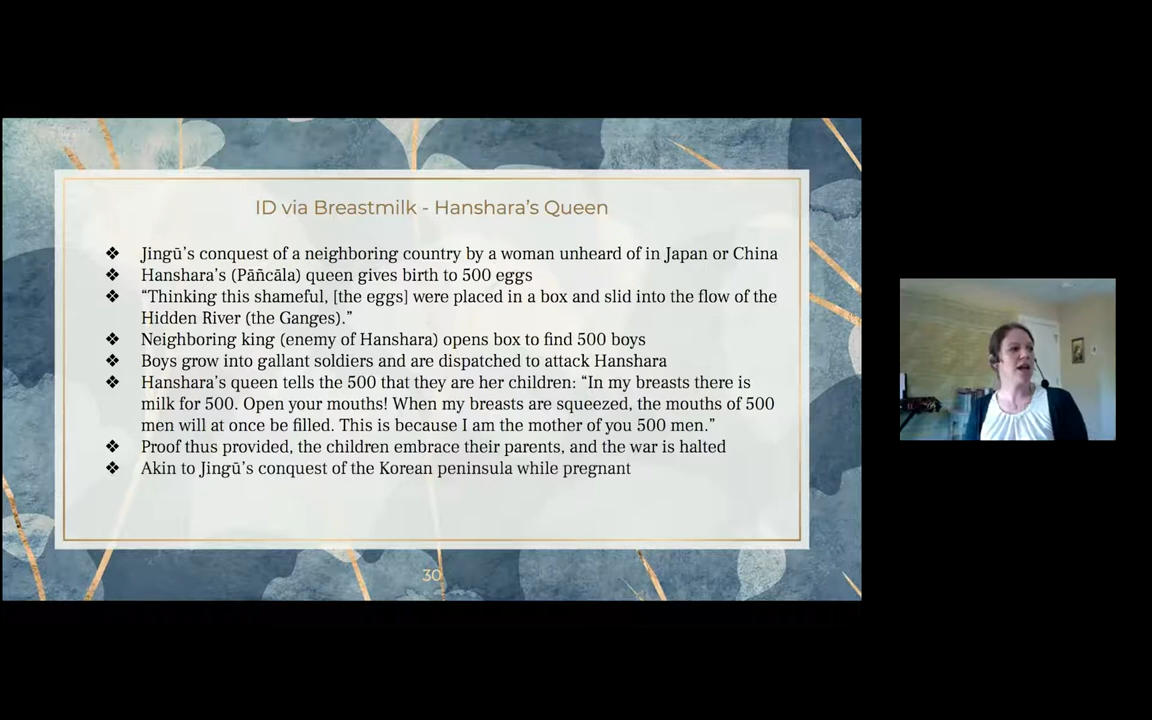 ID via Breastmilk - Hanshara's Queen
❖ Jingū's conquest of a neighboring country by a woman unheard of in Japan or China
❖ Hanshara's (Pāñcāla) queen gives birth to 500 eggs
❖ “Thinking this shameful, [the eggs] were placed in a box and slid into the flow of the
Hidden River (the Ganges).”
❖ Neighboring king (enemy of Hanshara) opens box to find 500 boys
❖ Boys grow into gallant soldiers and are dispatched to attack Hanshara
❖ Hanshara's queen tells the 500 that they are her children: “In my breasts there is
milk for 500. Open your mouths! When my breasts are squeezed, the mouths of 500
men will at once be filled. This is because I am the mother of you 500 men.”
❖ Proof thus provided, the children embrace their parents, and the war is halted
❖ Akin to Jingū's conquest of the Korean peninsula while pregnant
30